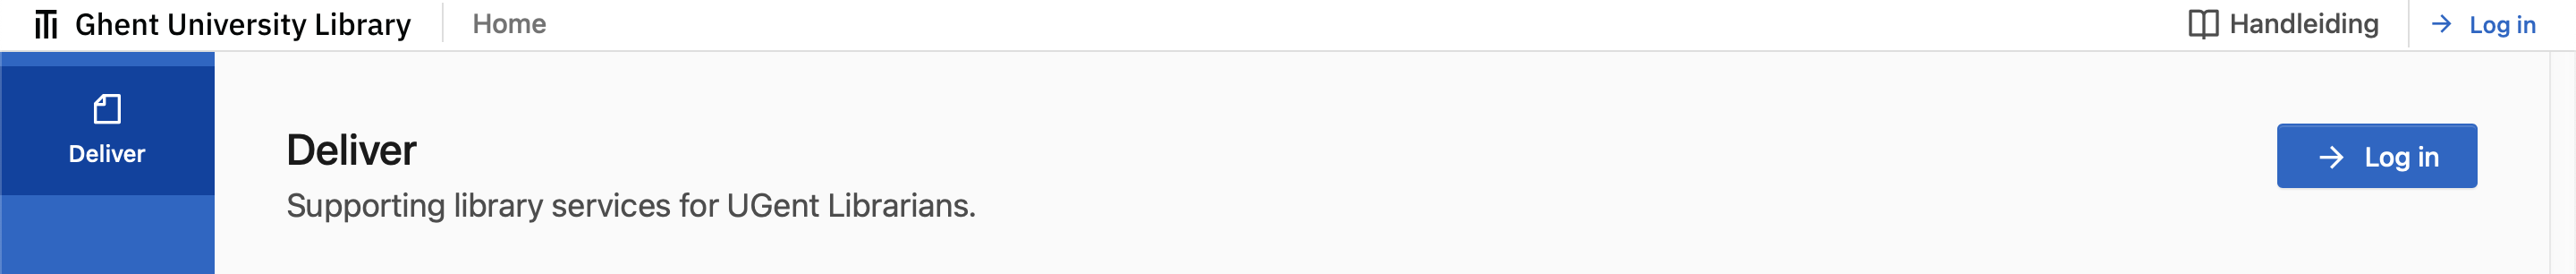 Ghent University Library
Home
Handleiding
Log in
Deliver
Deliver
Supporting library services for UGent Librarians.
Log in